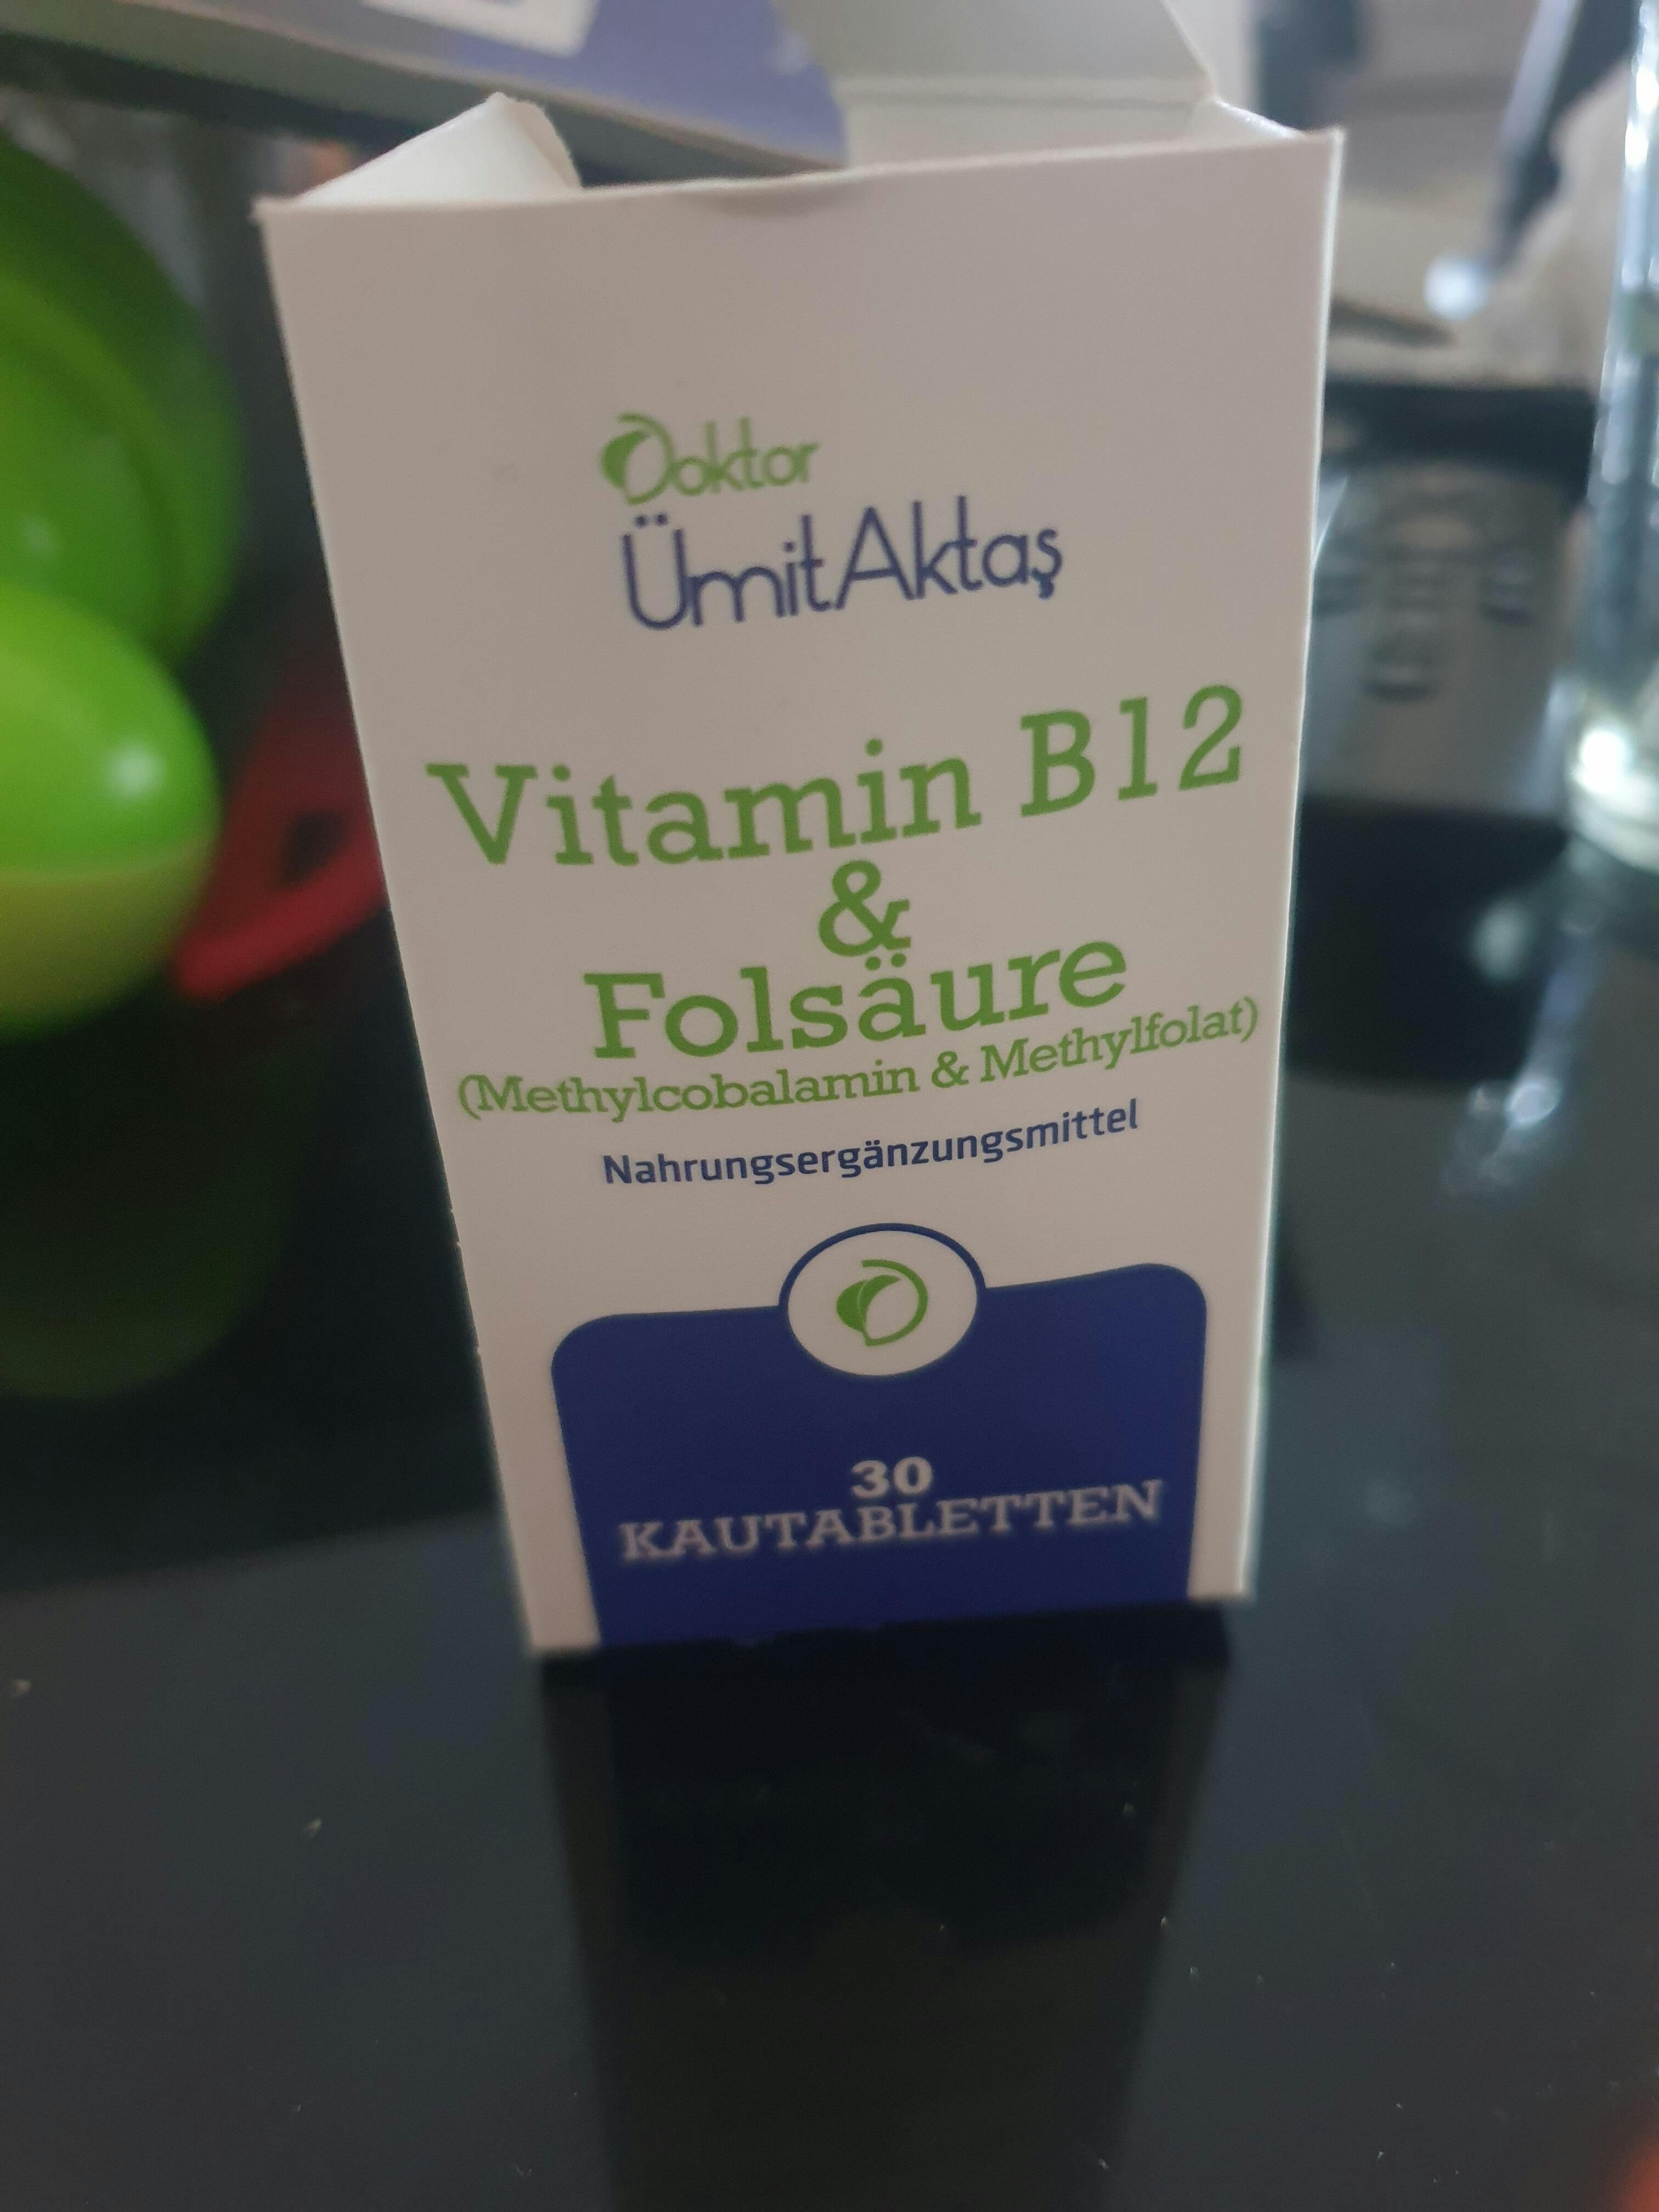 Doktor
ÜmitAktaş
Vitamin B12
&
Folsäure
(Methylcobalamin & Methylfolat)
Nahrungsergänzungsmittel
30
KAUTABLETTEN